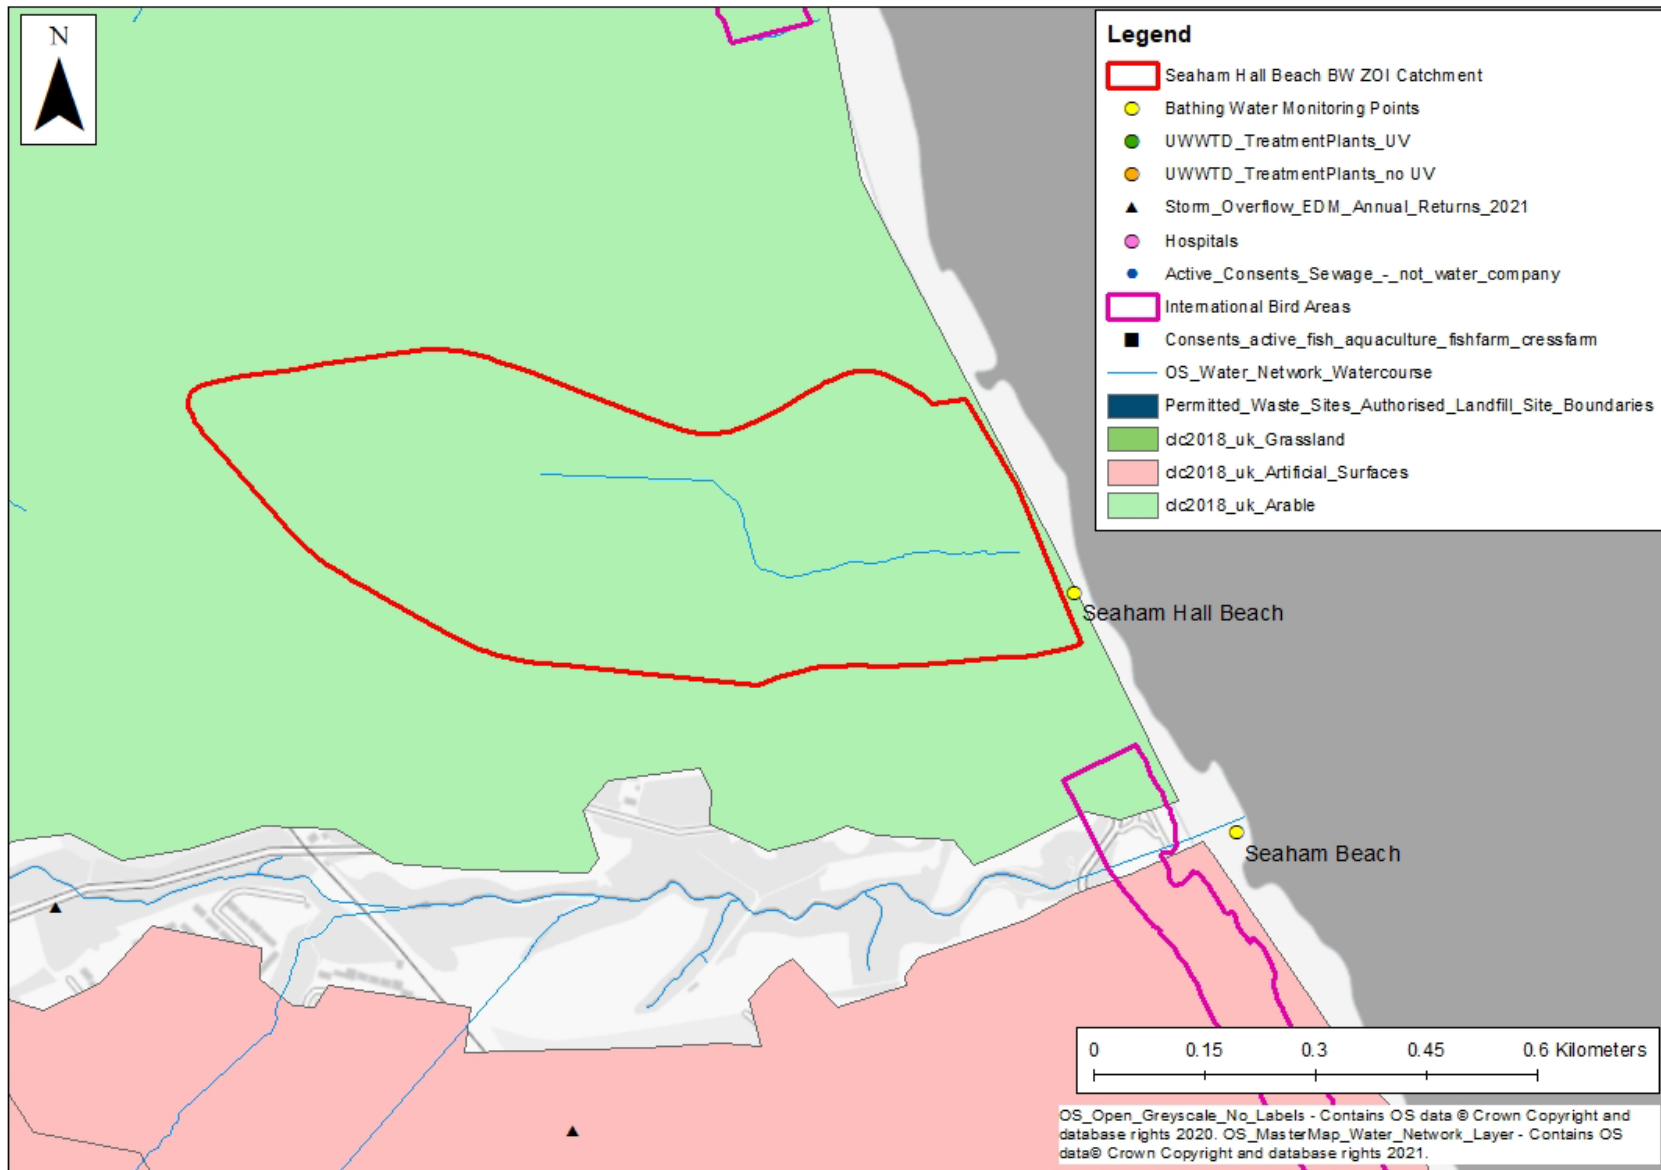 N
Legend
Seaham Hall Beach BW ZOI Catchment
Bathing Water Monitoring Points
UWWTD_TreatmentPlants_UV
UWWTD_TreatmentPlants_no UV
Storm_Overflow_EDM_Annual_Returns_2021
Hospitals
Active_Consents_Sewage_-_not_water_company
International Bird Areas
Consents_active_fish_aquaculture_fishfarm_cressfarm
OS_Water_Network_Watercourse
Permitted_Waste_Sites_Authorised_Landfill_Site_Boundaries
clc2018_uk_Grassland
clc2018_uk_Artificial_Surfaces
clc2018_uk_Arable
Seaham Hall Beach
Seaham Beach
0 0.15 0.3 0.45 0.6 Kilometers
OS_Open_Greyscale_No_Labels - Contains OS data © Crown Copyright and
database rights 2020. OS_MasterMap_Water_Network_Layer - Contains OS
data© Crown Copyright and database rights 2021.